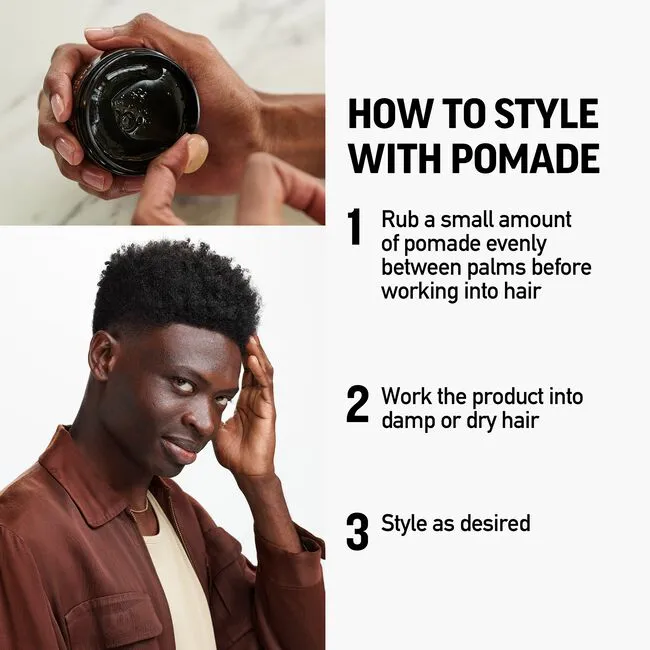 HOW TO STYLE
WITH POMADE
1
Rub a small amount
of pomade evenly
between palms before
working into hair
2
Work the product into
damp or dry hair
3
Style as desired